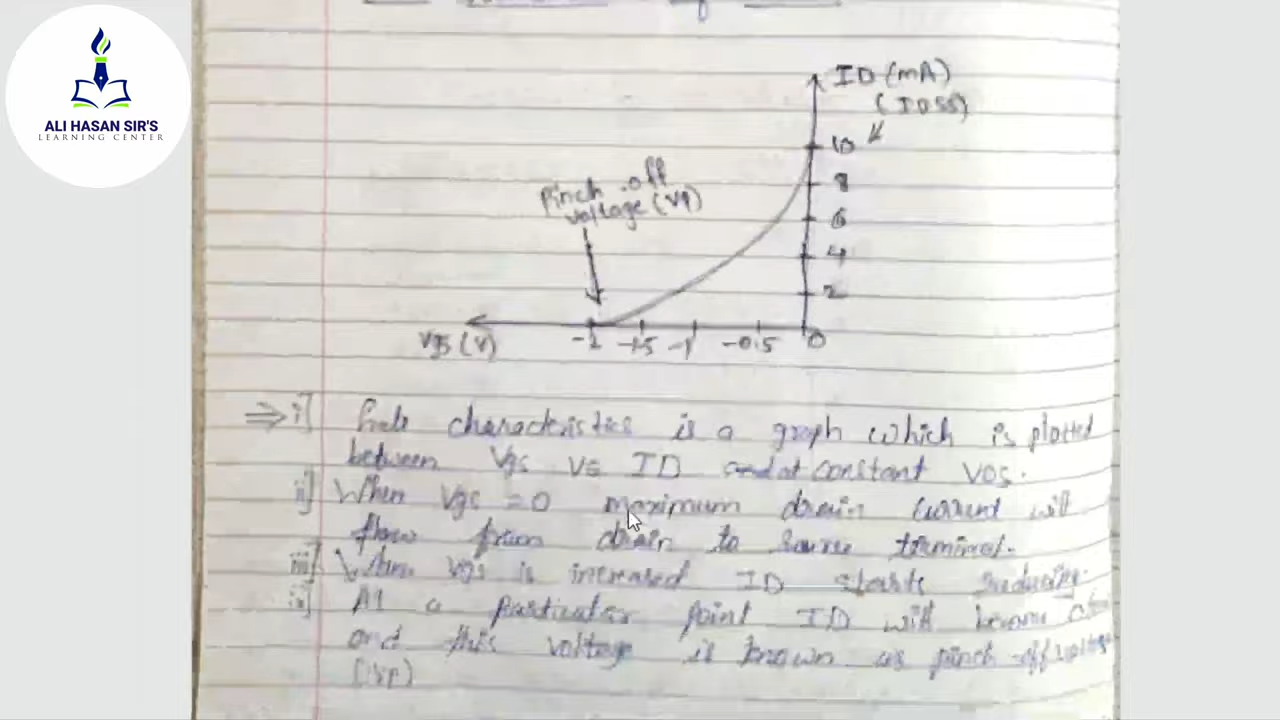 ALI HASAN SIR'S
LEARNING CENTER
ID (mA)
(IDSS)
10
8
6
4
2
Pinch off
voltage (Vp)
Vgs (V)
-2 -1.5 -1 -0.5 0
⇒ i] characteristics is a graph which is plotted
between Vgs vs ID at constant VDS.
ii] When Vgs = 0 maximum drain current will
flow from drain to source terminal.
iii] When Vgs is increased ID starts reducing.
iv] At a particular point ID will become
and this voltage is known as pinch-off voltage
(Vp)